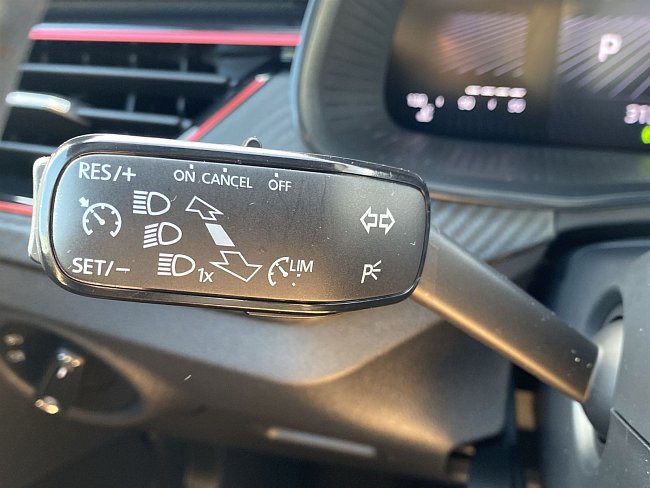 RES/+
ON CANCEL OFF
1x
LIM
SET/−
P
P